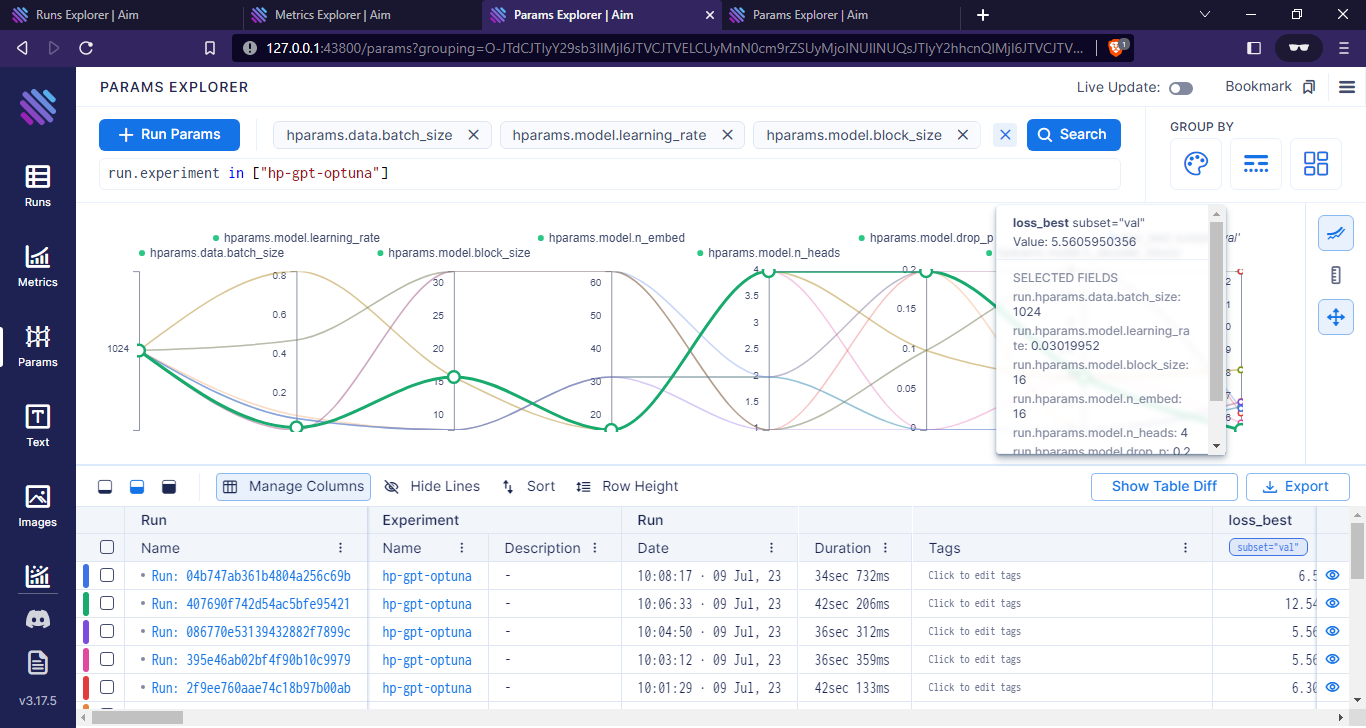 Runs Explorer | Aim
Metrics Explorer | Aim
Params Explorer | Aim
Params Explorer | Aim
127.0.0.1:43800/params?grouping=O-JTdCJTIyY29sb3IlMjI6JTVCJTVELCUyMnN0cm9rZSUyMjoINUIINUQsJTIyY2hhcnQlMjI6JTVCJTV...
1
PARAMS EXPLORER
Live Update:
Bookmark
Run Params
hparams.data.batch_size
hparams.model.learning_rate
hparams.model.block_size
Search
GROUP BY
run.experiment in ["hp-gpt-optuna"]
Runs
Metrics
Params
Text
Images
v3.17.5
hparams.model.learning_rate
hparams.model.n_embed
hparams.model.drop_p
hparams.data.batch_size
hparams.model.block_size
hparams.model.n_heads
1024
0.8
0.6
0.4
0.2
30
25
20
15
10
60
50
40
30
20
4
3.5
3
2.5
2
1.5
1
0.2
0.15
0.1
0.05
0
loss_best subset="val"
Value: 5.5605950356
SELECTED FIELDS
run.hparams.data.batch_size:
1024
run.hparams.model.learning_ra
te: 0.03019952
run.hparams.model.block_size:
16
run.hparams.model.n_embed:
16
run.hparams.model.n_heads: 4
run.hparams.model.drop_p: 0.2
Manage Columns
Hide Lines
Sort
Row Height
Show Table Diff
Export
Run Experiment Run loss_best
Name Name Description Date Duration Tags subset="val"
Run: 04b747ab361b4804a256c69b hp-gpt-optuna - 10:08:17 · 09 Jul, 23 34sec 732ms Click to edit tags 6.5
Run: 407690f742d54ac5bfe95421 hp-gpt-optuna - 10:06:33 · 09 Jul, 23 42sec 206ms Click to edit tags 12.54
Run: 086770e53139432882f7899c hp-gpt-optuna - 10:04:50 · 09 Jul, 23 36sec 312ms Click to edit tags 5.56
Run: 395e46ab02bf4f90b10c9979 hp-gpt-optuna - 10:03:12 · 09 Jul, 23 36sec 359ms Click to edit tags 5.56
Run: 2f9ee760aae74c18b97b00ab hp-gpt-optuna - 10:01:29 · 09 Jul, 23 42sec 133ms Click to edit tags 6.30